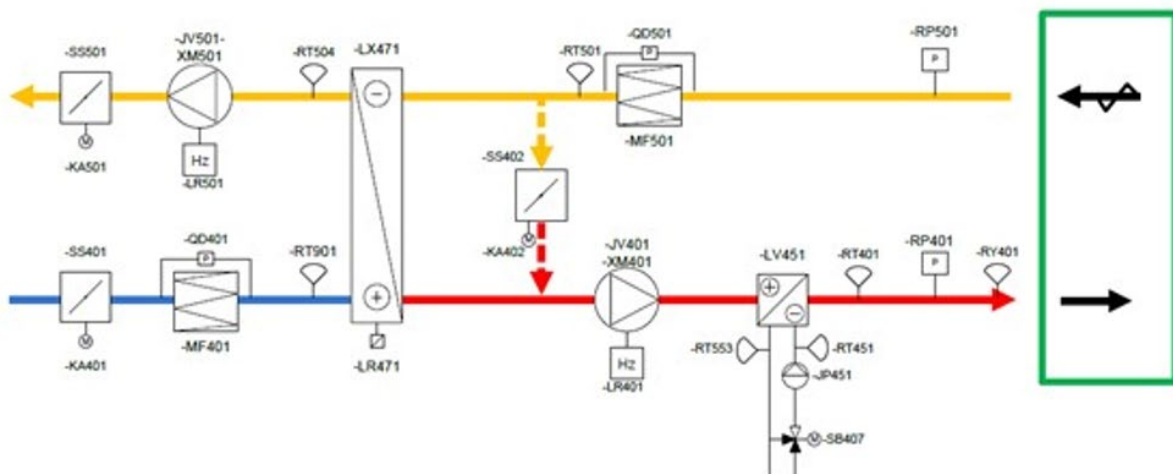 -SS501
-JV501-
XM501
-RT504
-LX471
-RT501
-QD501
P
-RP501
P
M
-KA501
Hz
-LR501
-MF501
-SS402
M
-KA402
-SS401
-QD401
P
-RT901
-JV401
-XM401
-LV451
-RT401
-RP401
P
-RY401
M
-KA401
-MF401
-LR471
Hz
-LR401
-RT553
-RT451
-JP451
M
-SB407